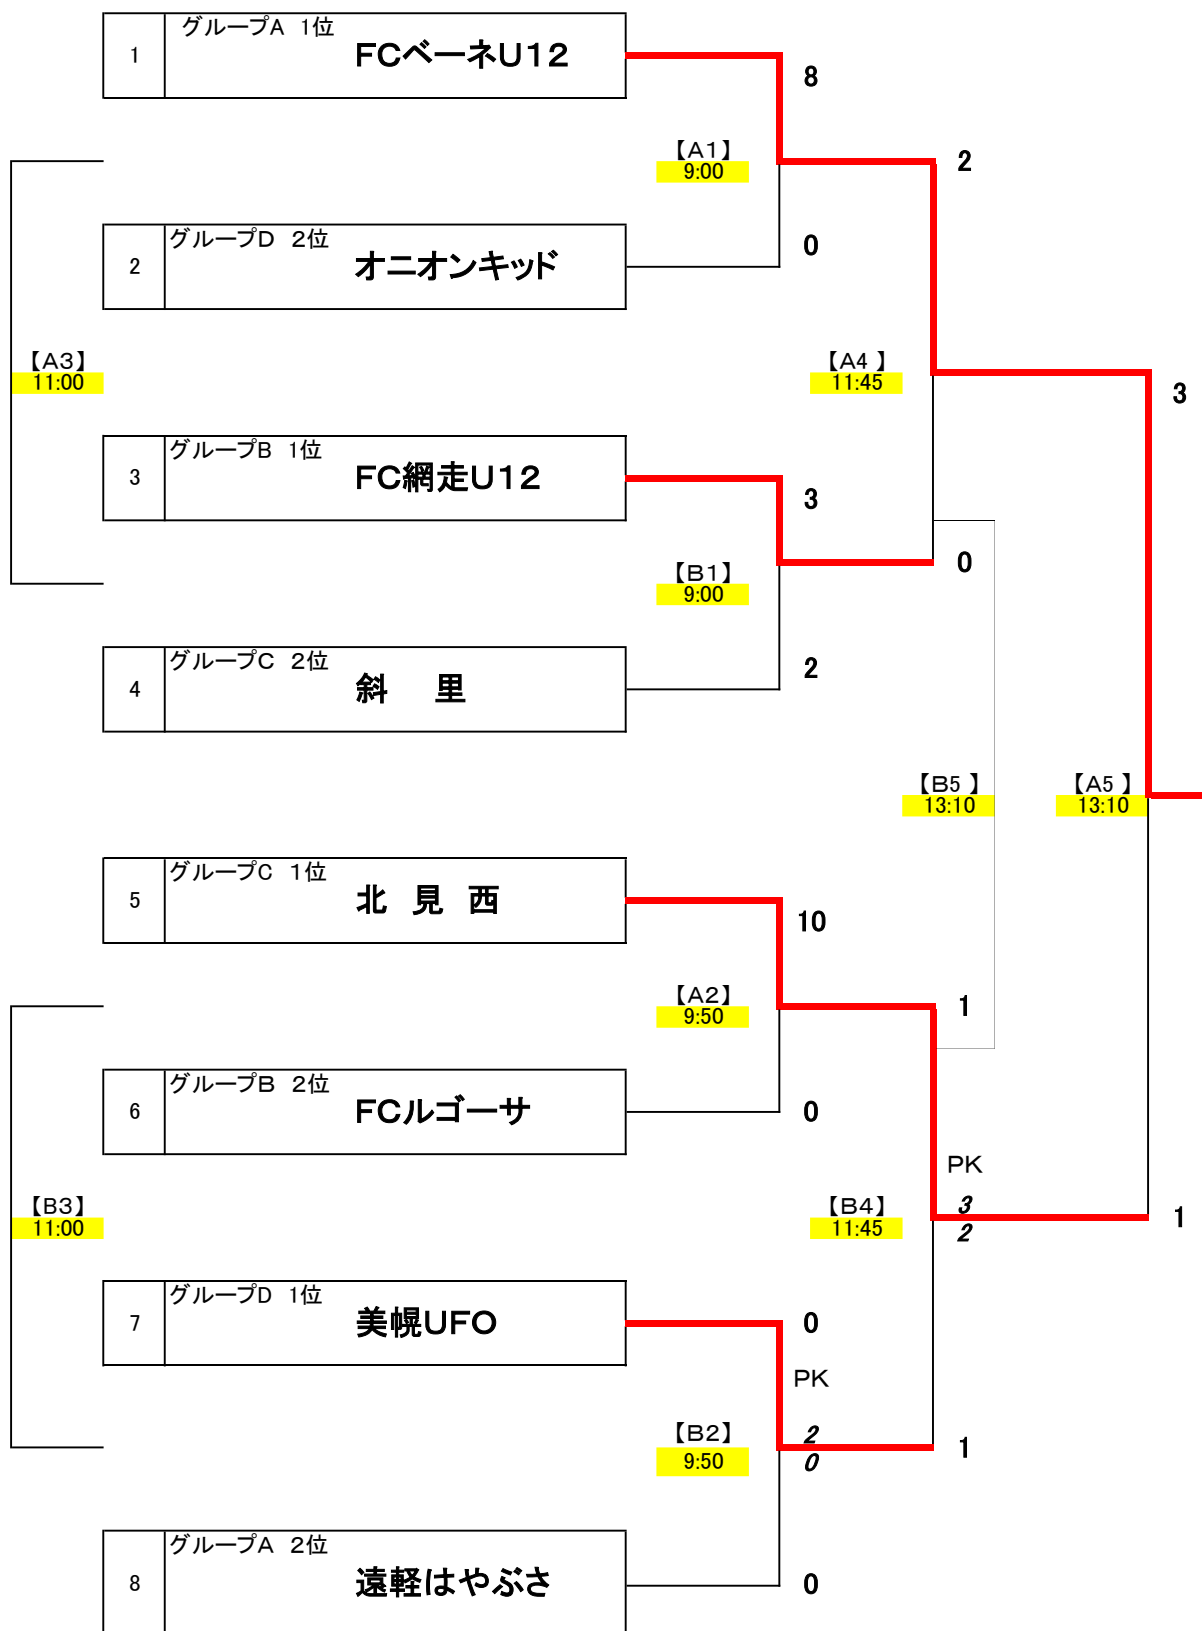 グループA 1位
1
FCベーネU12
8
【A1】
9:00
2
グループD 2位
2
オニオンキッド
0
【A3】
11:00
【A4 】
11:45
3
グループB 1位
3
FC網走U12
3
【B1】
9:00
0
グループC 2位
4
斜 里
2
【B5 】
13:10
【A5 】
13:10
グループC 1位
5
北 見 西
10
【A2】
9:50
1
グループB 2位
6
FCルゴーサ
0
PK
3
2
【B3】
11:00
【B4】
11:45
1
グループD 1位
7
美幌UFO
0
PK
2
0
【B2】
9:50
1
グループA 2位
8
遠軽はやぶさ
0